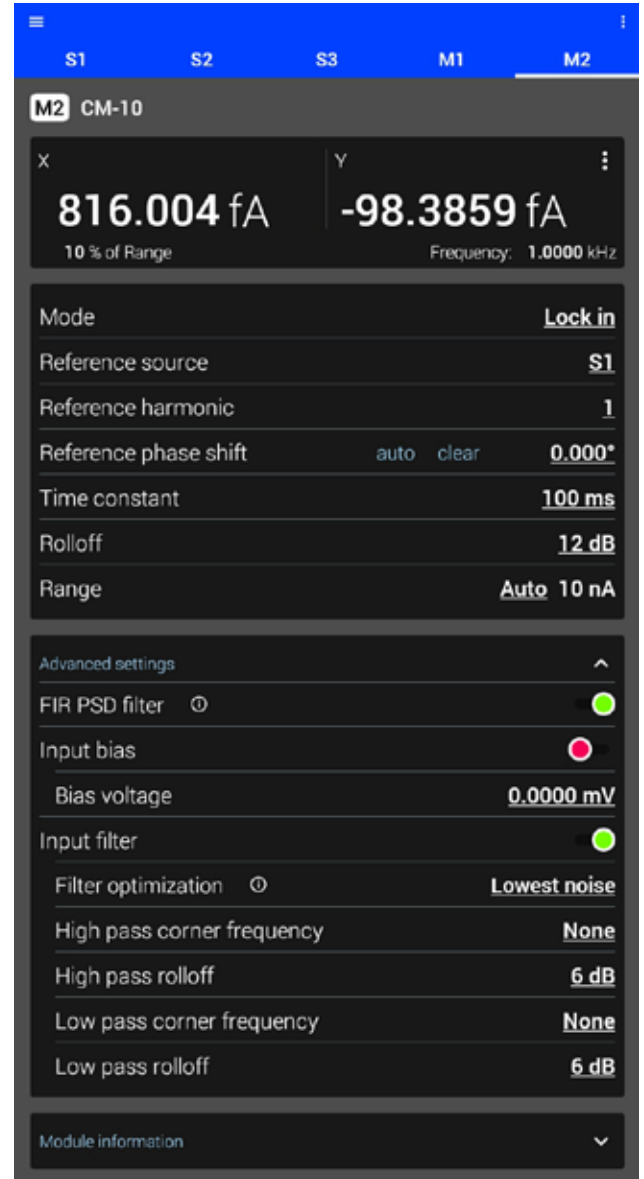 S1 S2 S3 M1 M2
M2 CM-10
X Y
816.004 fA -98.3859 fA
10 % of Range Frequency: 1.0000 kHz
Mode Lock in
Reference source S1
Reference harmonic 1
Reference phase shift auto clear 0.000°
Time constant 100 ms
Rolloff 12 dB
Range Auto 10 nA
Advanced settings
FIR PSD filter
Input bias
Bias voltage 0.0000 mV
Input filter
Filter optimization Lowest noise
High pass corner frequency None
High pass rolloff 6 dB
Low pass corner frequency None
Low pass rolloff 6 dB
Module information